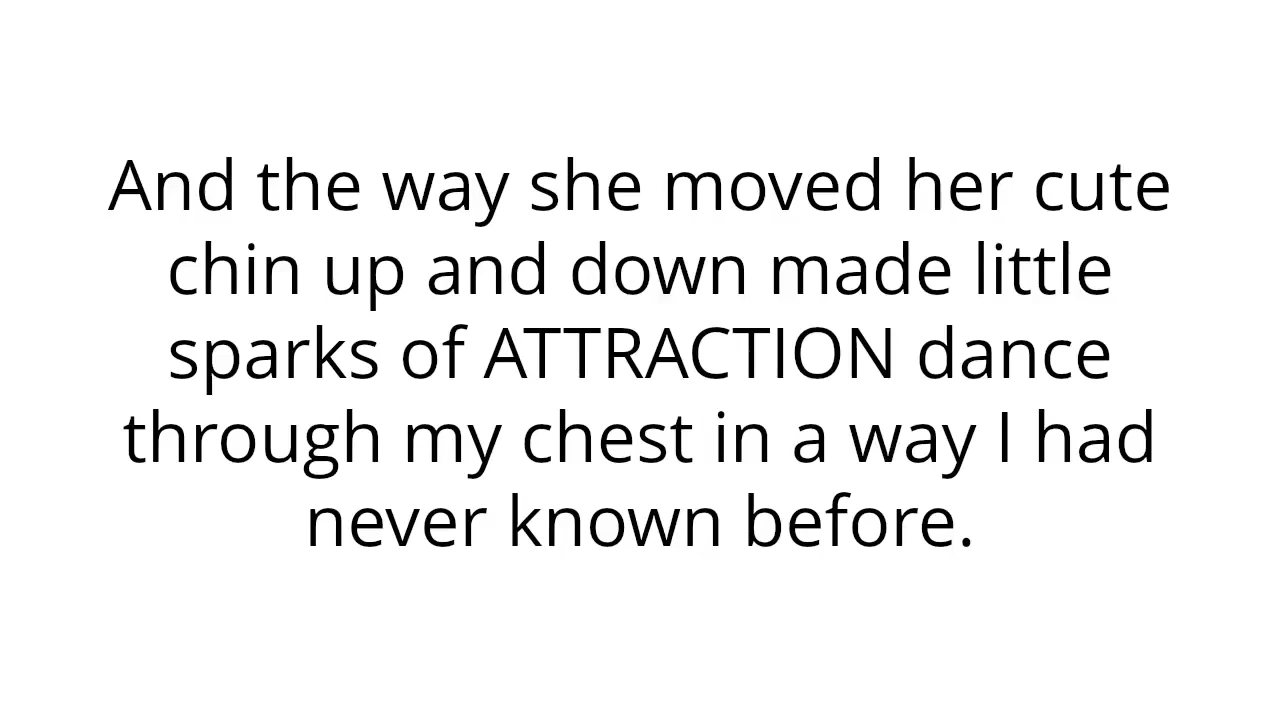 And the way she moved her cute
chin up and down made little
sparks of ATTRACTION dance
through my chest in a way I had
never known before.